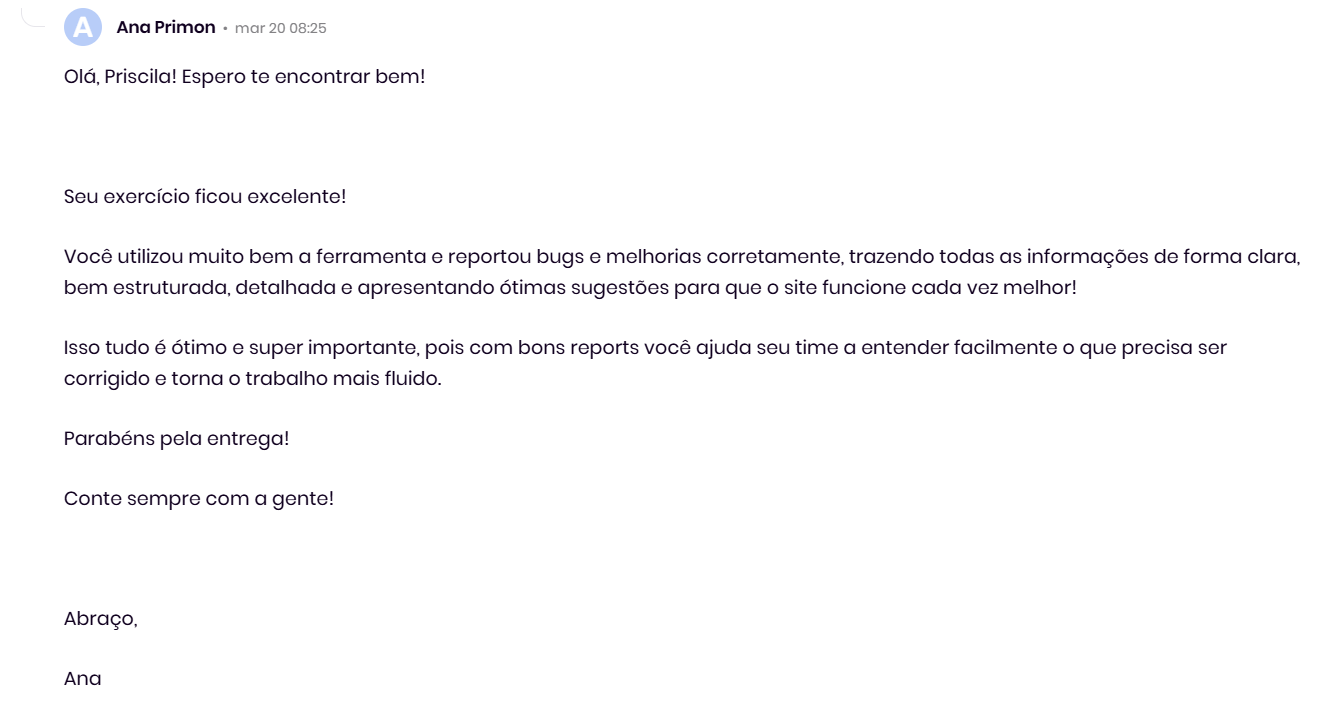 A
Ana Primon • mar 20 08:25
Olá, Priscila! Espero te encontrar bem!
Seu exercício ficou excelente!
Você utilizou muito bem a ferramenta e reportou bugs e melhorias corretamente, trazendo todas as informações de forma clara,
bem estruturada, detalhada e apresentando ótimas sugestões para que o site funcione cada vez melhor!
Isso tudo é ótimo e super importante, pois com bons reports você ajuda seu time a entender facilmente o que precisa ser
corrigido e torna o trabalho mais fluido.
Parabéns pela entrega!
Conte sempre com a gente!
Abraço,
Ana